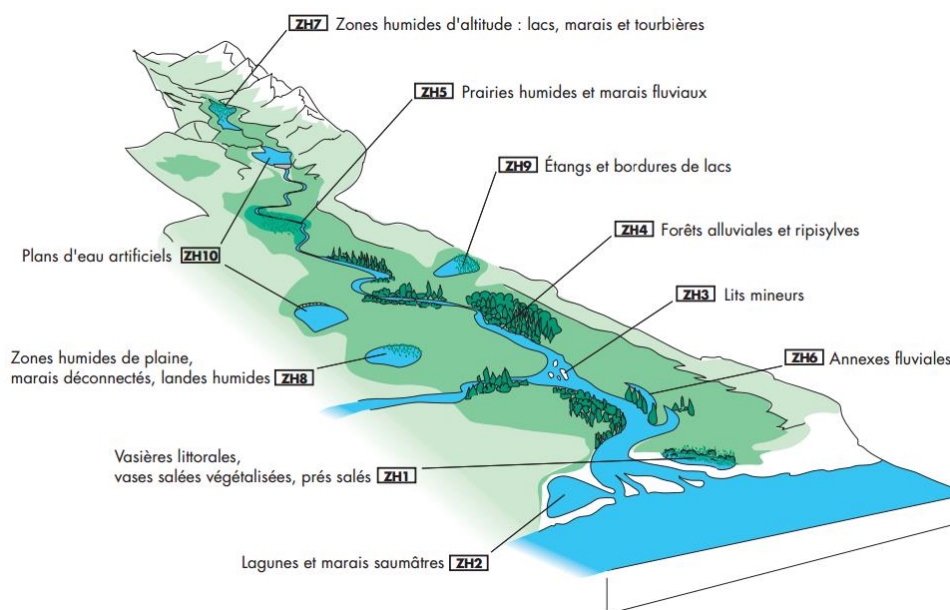 ZH7 Zones humides d'altitude : lacs, marais et tourbières
ZH5 Prairies humides et marais fluviaux
ZH9 Étangs et bordures de lacs
ZH4 Forêts alluviales et ripisylves
Plans d'eau artificiels ZH10
ZH3 Lits mineurs
Zones humides de plaine,
marais déconnectés, landes humides ZH8
ZH6 Annexes fluviales
Vasières littorales,
vases salées végétalisées, prés salés ZH1
Lagunes et marais saumâtres ZH2